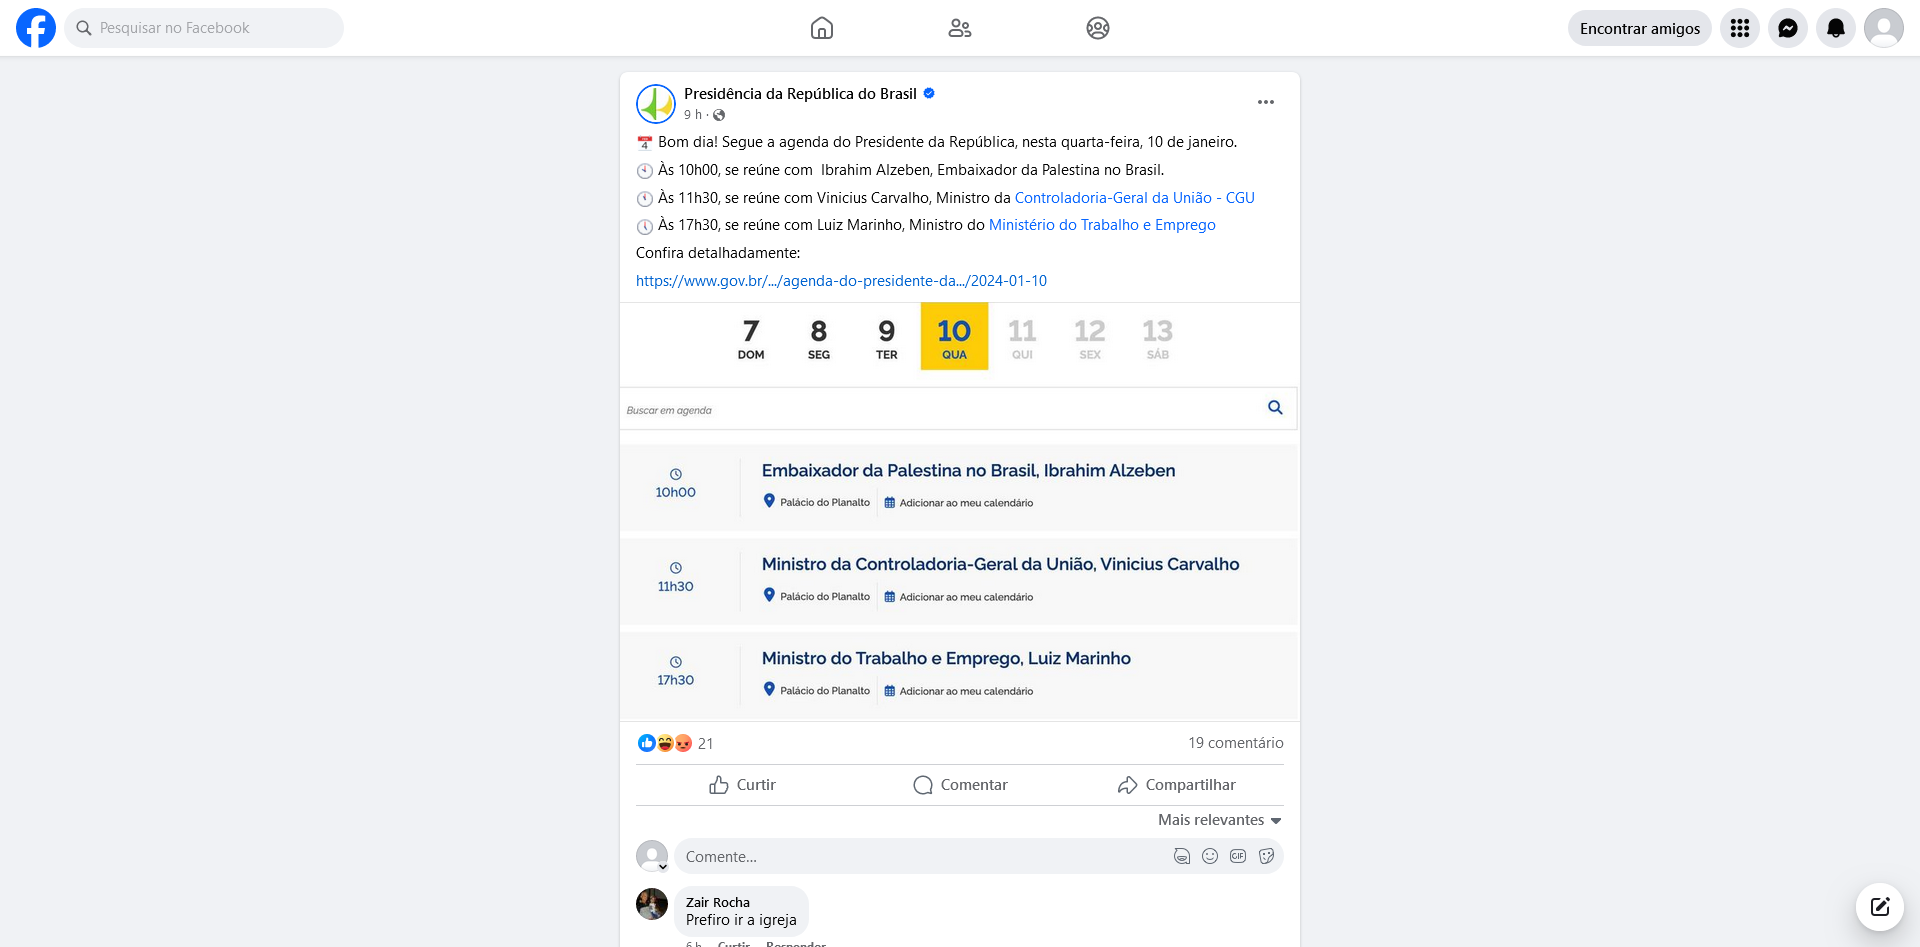 Pesquisar no Facebook
Encontrar amigos
Presidência da República do Brasil
9 h ·
Bom dia! Segue a agenda do Presidente da República, nesta quarta-feira, 10 de janeiro.
Às 10h00, se reúne com Ibrahim Alzeben, Embaixador da Palestina no Brasil.
Às 11h30, se reúne com Vinicius Carvalho, Ministro da Controladoria-Geral da União - CGU
Às 17h30, se reúne com Luiz Marinho, Ministro do Ministério do Trabalho e Emprego
Confira detalhadamente:
https://www.gov.br/.../agenda-do-presidente-da.../2024-01-10
7 8 9 10 11 12 13
DOM SEG TER QUA QUI SEX SÁB
Buscar em agenda
Embaixador da Palestina no Brasil, Ibrahim Alzeben
10h00
Palácio do Planalto Adicionar ao meu calendário
Ministro da Controladoria-Geral da União, Vinicius Carvalho
11h30
Palácio do Planalto Adicionar ao meu calendário
Ministro do Trabalho e Emprego, Luiz Marinho
17h30
Palácio do Planalto Adicionar ao meu calendário
21 19 comentário
Curtir Comentar Compartilhar
Mais relevantes
Comente... GIF
Zair Rocha
Prefiro ir a igreja
6 h Curtir Responder